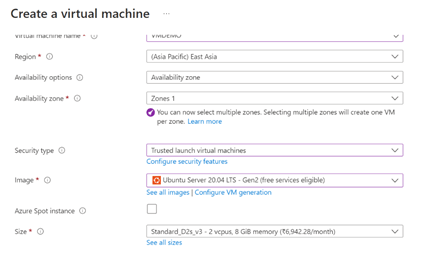 Create a virtual machine ...
Virtual machine name * VMDEMO
Region * (Asia Pacific) East Asia
Availability options Availability zone
Availability zone * Zones 1
You can now select multiple zones. Selecting multiple zones will create one VM
per zone. Learn more
Security type Trusted launch virtual machines
Configure security features
Image * Ubuntu Server 20.04 LTS - Gen2 (free services eligible)
See all images | Configure VM generation
Azure Spot instance
Size * Standard_D2s_v3 - 2 vcpus, 8 GiB memory (₹6,942.28/month)
See all sizes